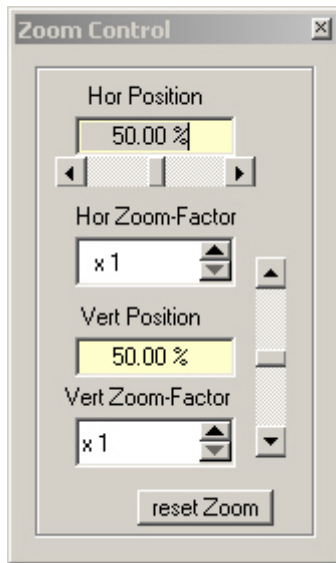 Zoom Control
Hor Position
50.00 %
Hor Zoom-Factor
x 1
Vert Position
50.00 %
Vert Zoom-Factor
x 1
reset Zoom